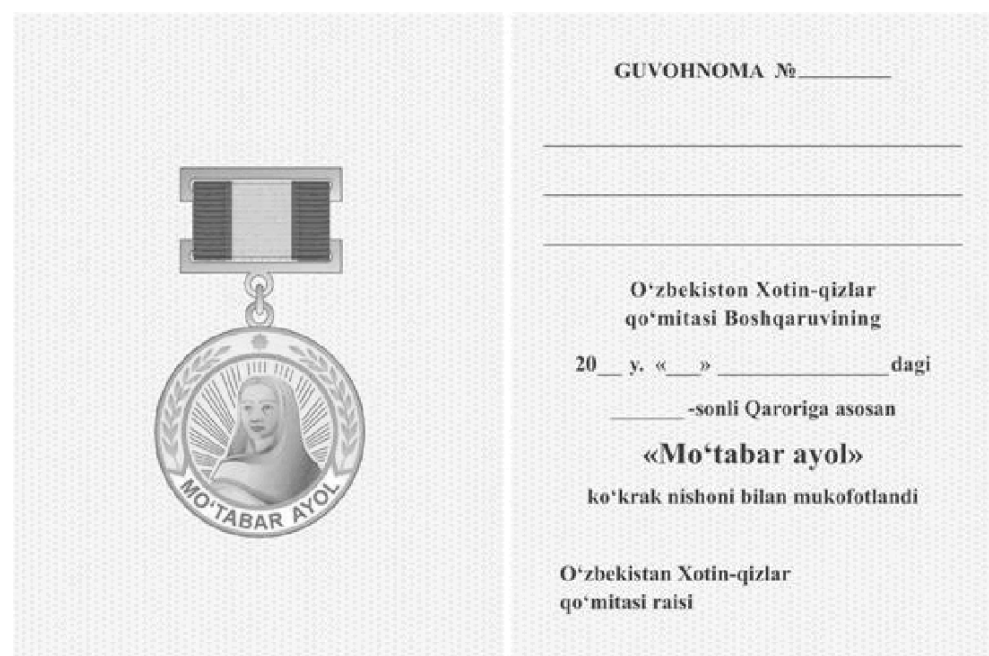 MO‘TABAR AYOL
GUVOHNOMA №________
O‘zbekiston Xotin-qizlar
qo‘mitasi Boshqaruvining
20__ y. «___» ________________dagi
_______ -sonli Qaroriga asosan
«Mo‘tabar ayol»
ko‘krak nishoni bilan mukofotlandi
O‘zbekistan Xotin-qizlar
qo‘mitasi raisi